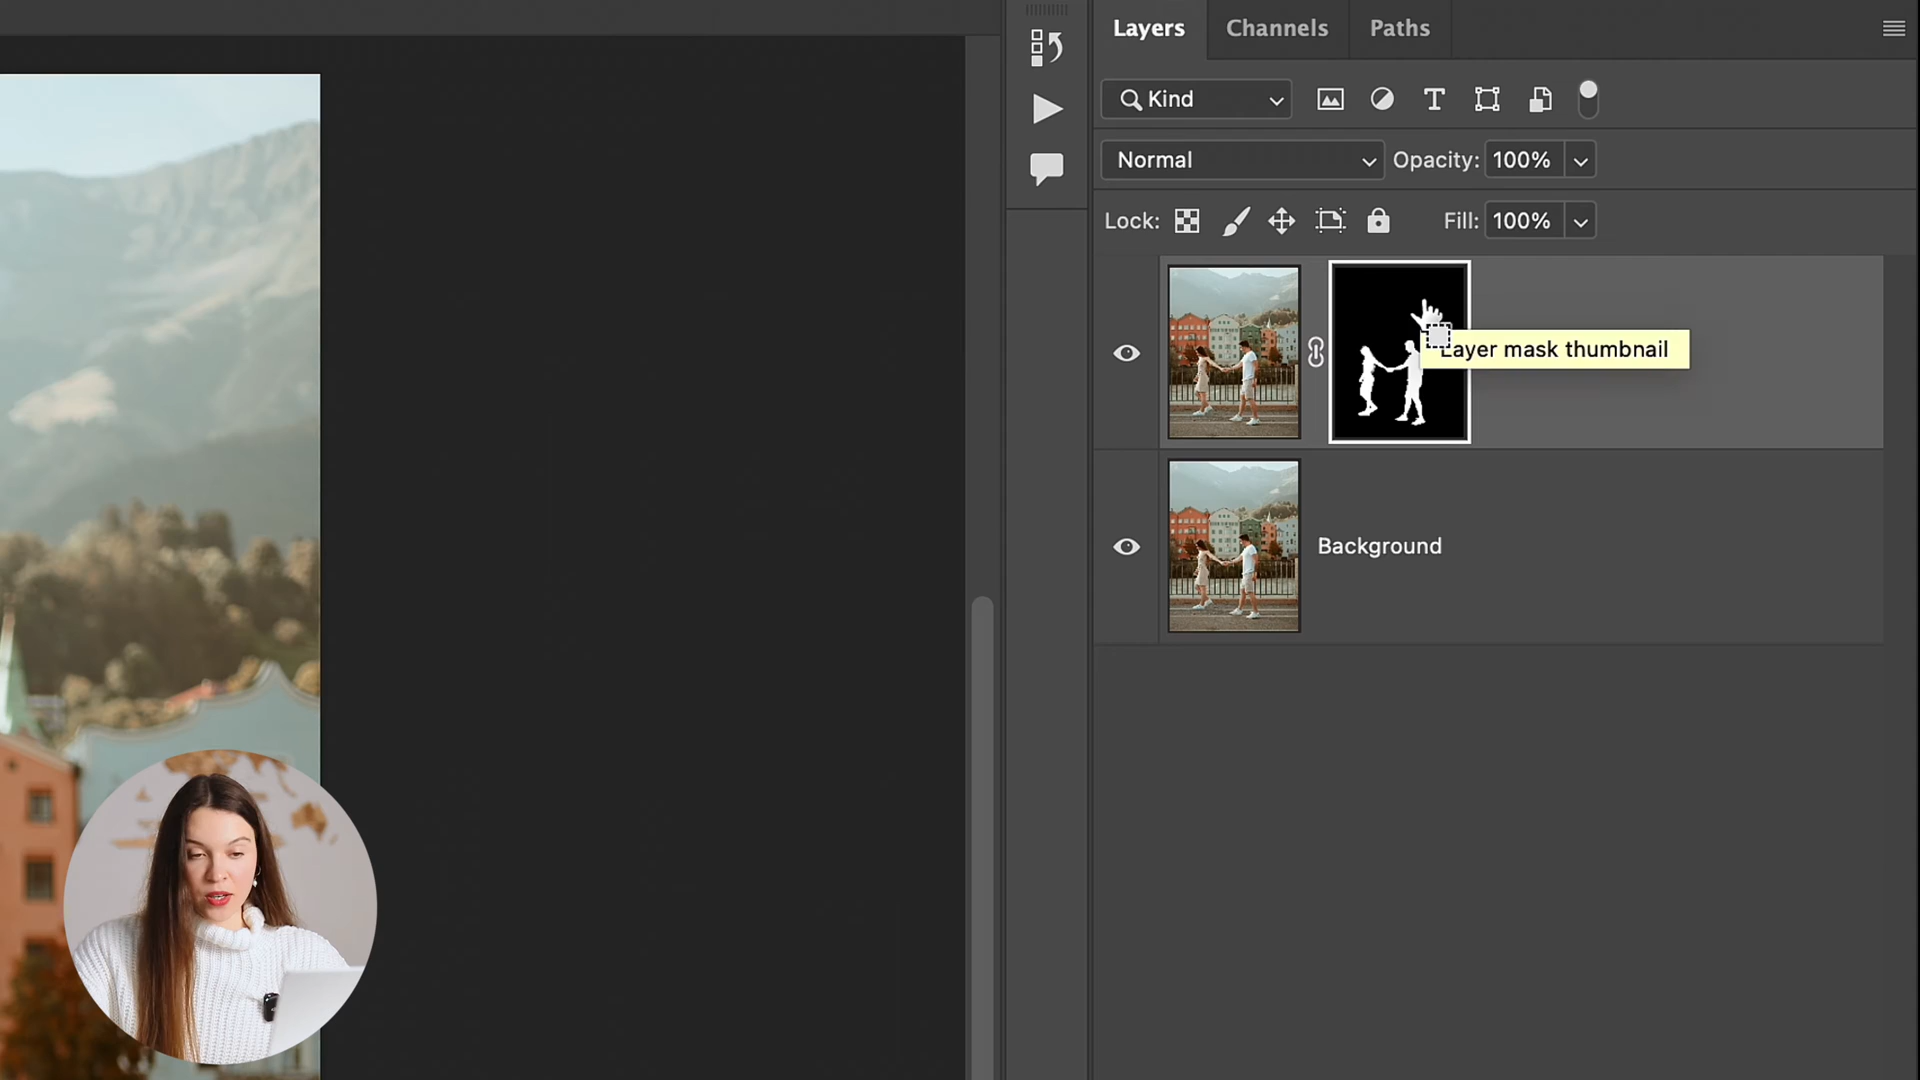 Layers Channels Paths
Kind
Normal Opacity: 100%
Lock: Fill: 100%
Layer mask thumbnail
Background